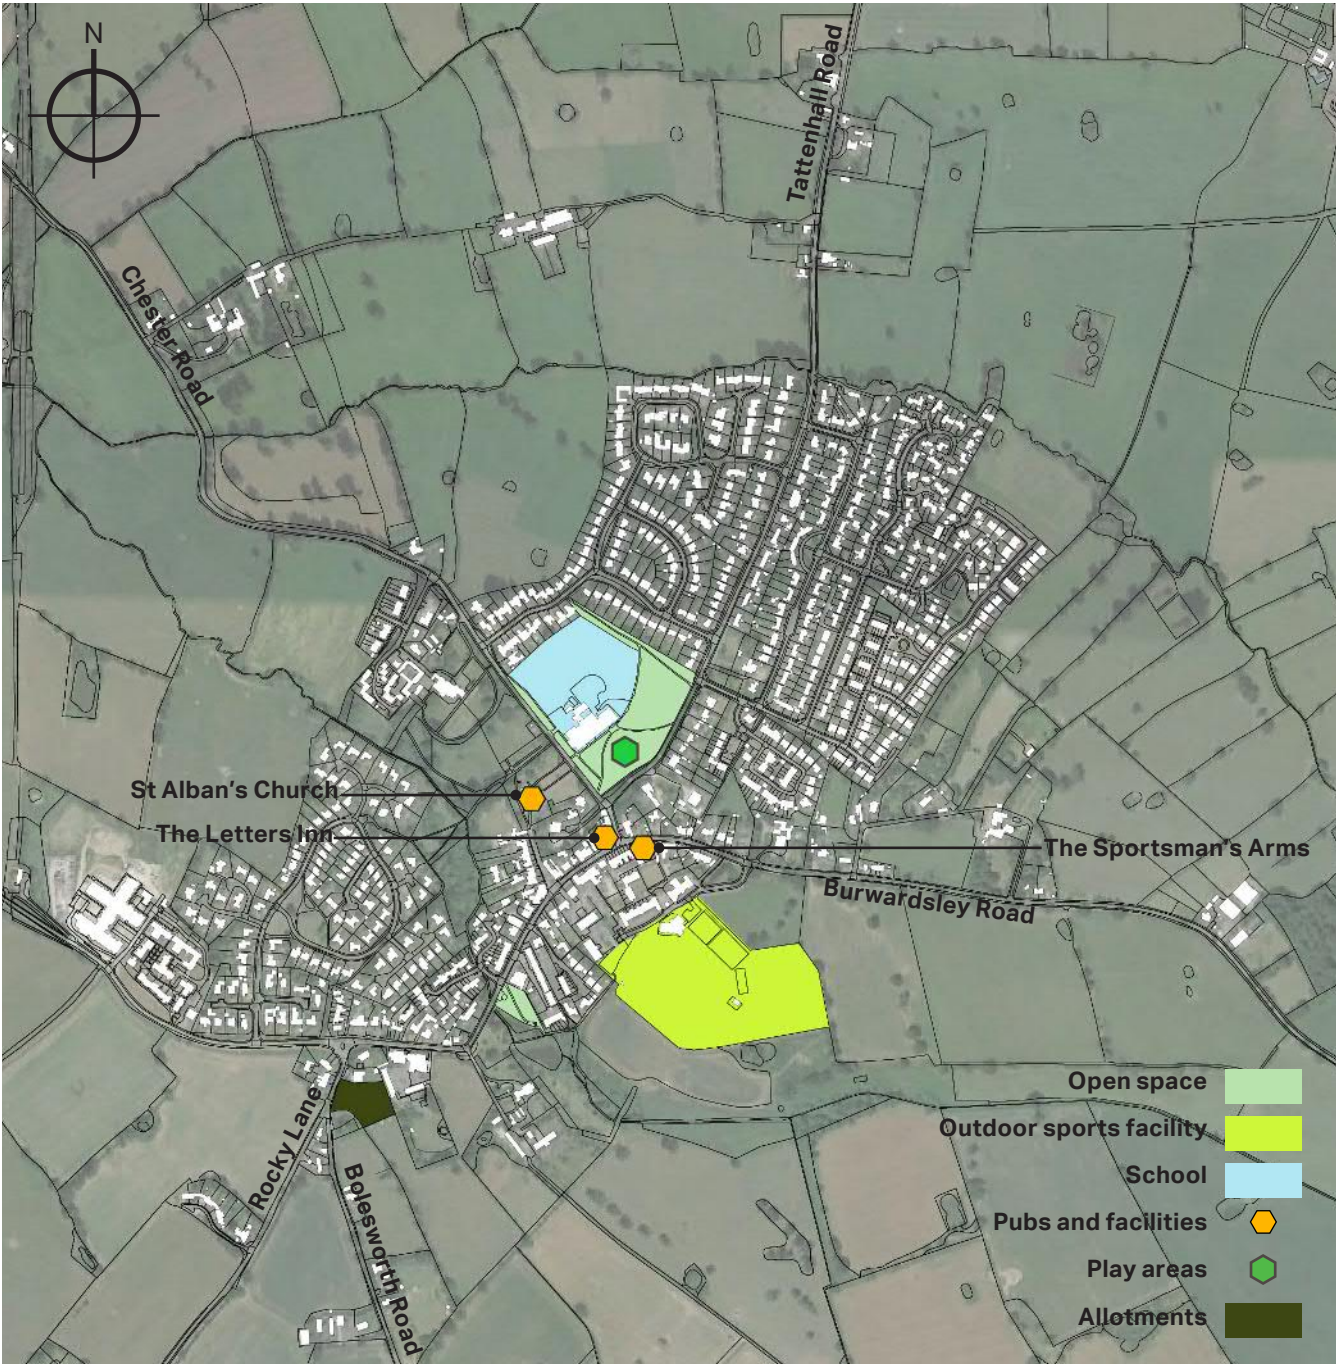 N
Tattenhall Road
Chester Road
St Alban's Church
The Letters Inn
The Sportsman's Arms
Burwardsley Road
Rocky Lane
Bolesworth Road
Open space
Outdoor sports facility
School
Pubs and facilities
Play areas
Allotments